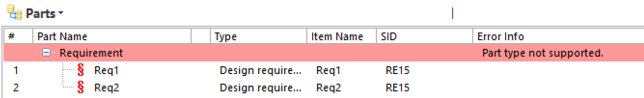 Parts
# Part Name Type Item Name SID Error Info
Requirement Part type not supported.
1 § Req1 Design require... Req1 RE15
2 § Req2 Design require... Req2 RE15